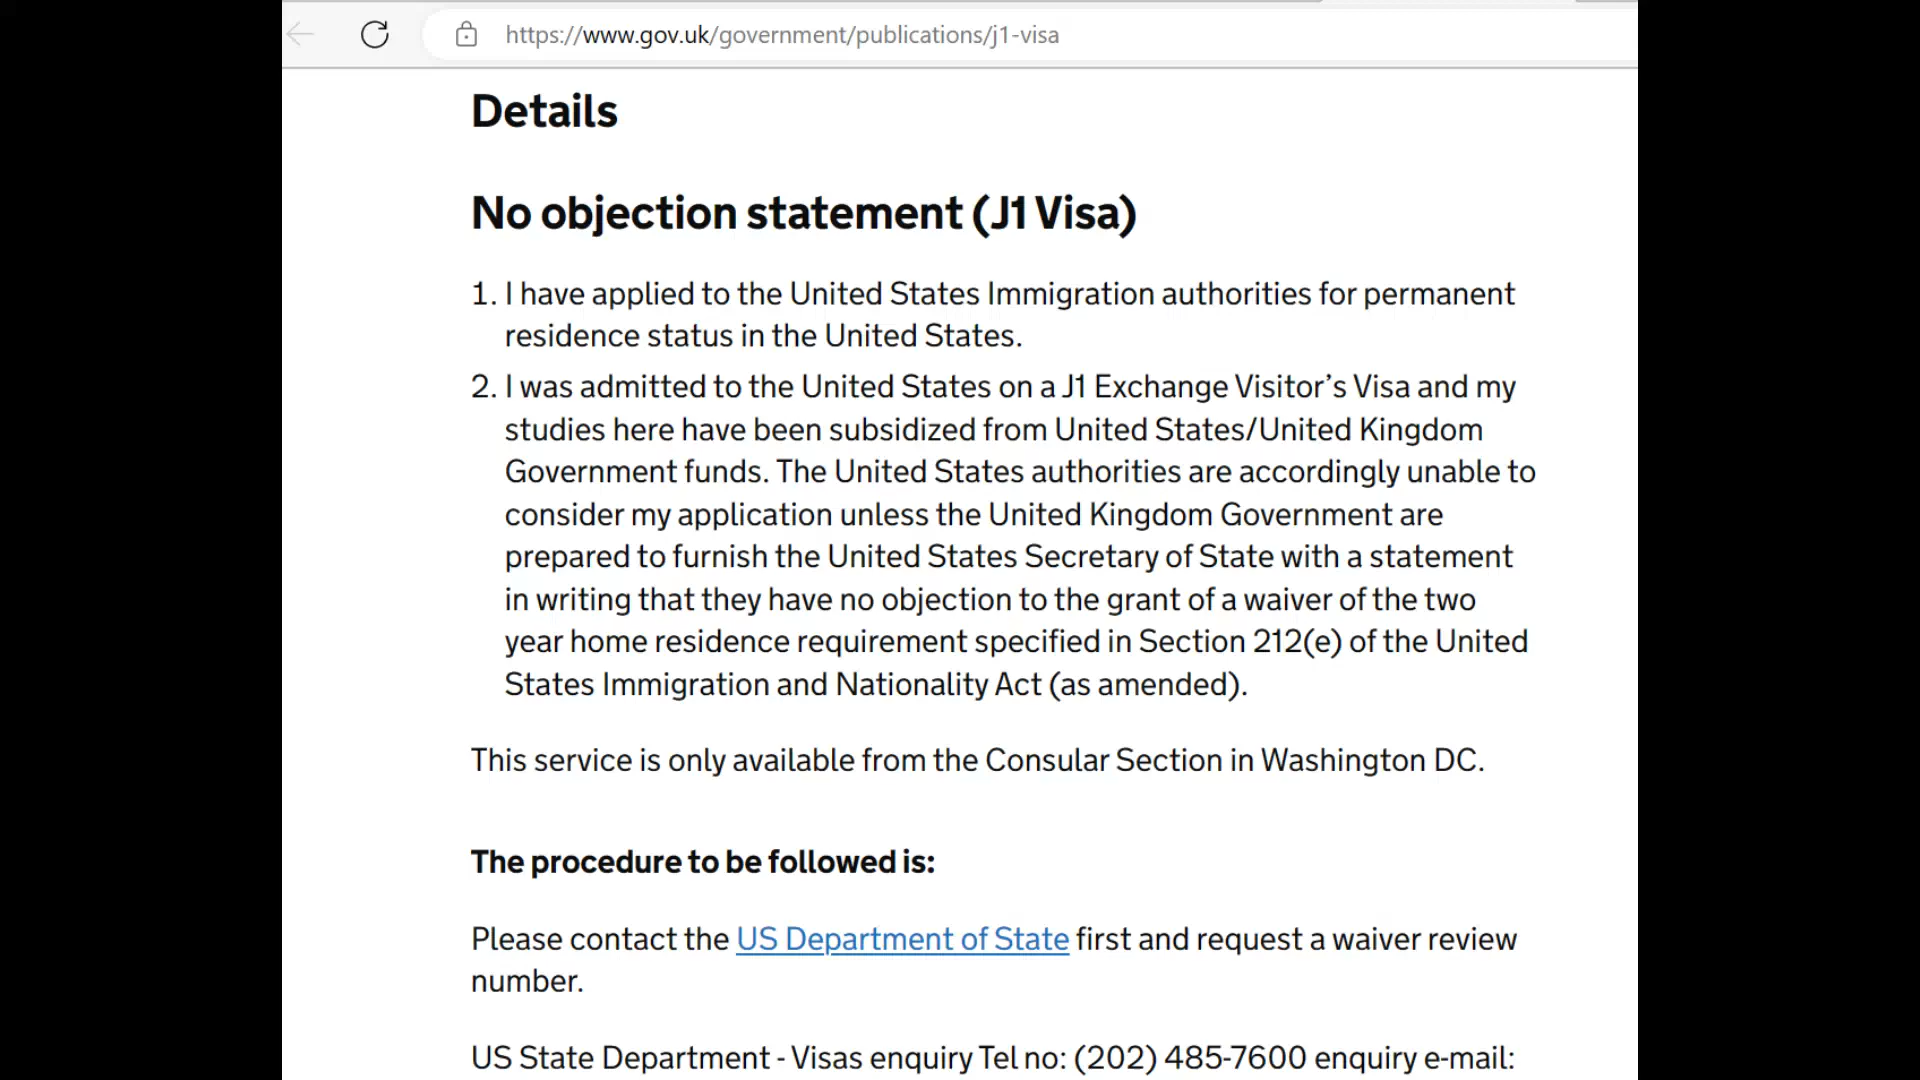 https://www.gov.uk/government/publications/j1-visa
Details
No objection statement (J1 Visa)
1. I have applied to the United States Immigration authorities for permanent
residence status in the United States.
2. I was admitted to the United States on a J1 Exchange Visitor’s Visa and my
studies here have been subsidized from United States/United Kingdom
Government funds. The United States authorities are accordingly unable to
consider my application unless the United Kingdom Government are
prepared to furnish the United States Secretary of State with a statement
in writing that they have no objection to the grant of a waiver of the two
year home residence requirement specified in Section 212(e) of the United
States Immigration and Nationality Act (as amended).
This service is only available from the Consular Section in Washington DC.
The procedure to be followed is:
Please contact the US Department of State first and request a waiver review
number.
US State Department - Visas enquiry Tel no: (202) 485-7600 enquiry e-mail: